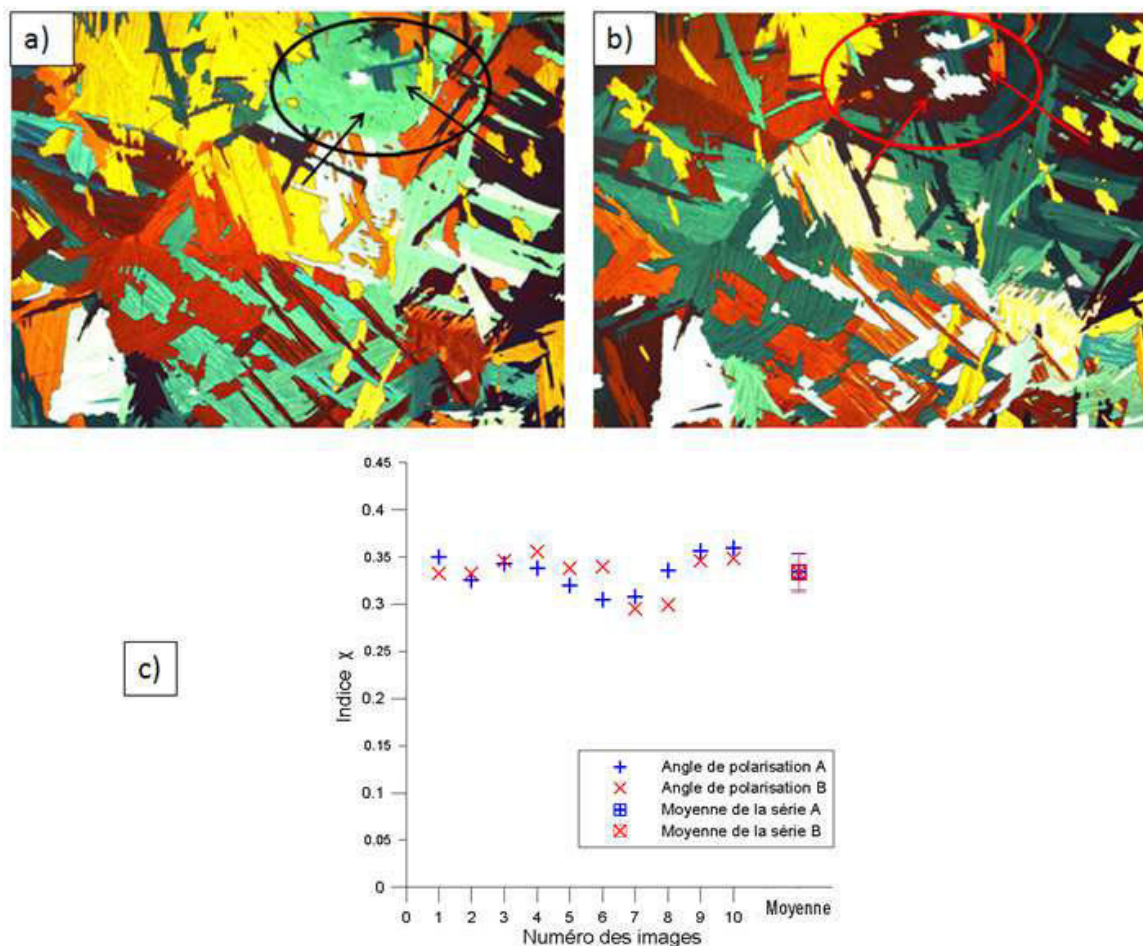 a)
b)
c)
0.45
0.4
0.35
0.3
0.25
0.2
0.15
0.1
0.05
0
Indice χ
Angle de polarisation A
Angle de polarisation B
Moyenne de la série A
Moyenne de la série B
0 1 2 3 4 5 6 7 8 9 10 Moyenne
Numéro des images